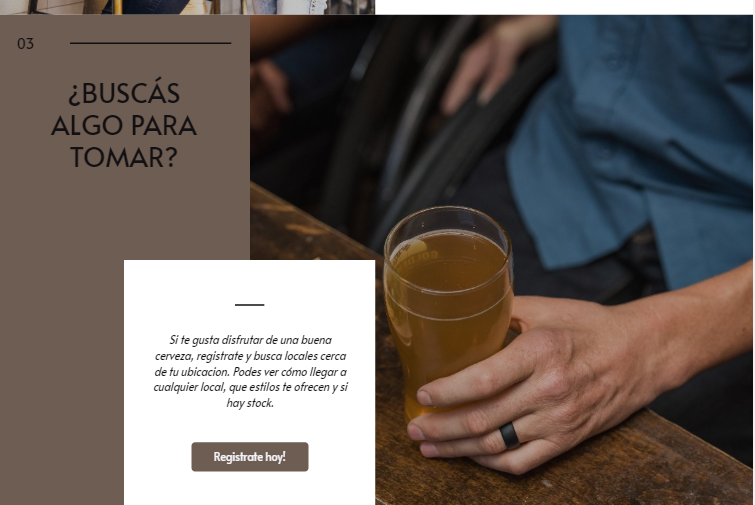 03
¿BUSCÁS
ALGO PARA
TOMAR?
Si te gusta disfrutar de una buena
cerveza, registrate y busca locales cerca
de tu ubicacion. Podes ver cómo llegar a
cualquier local, que estilos te ofrecen y si
hay stock.
Registrate hoy!